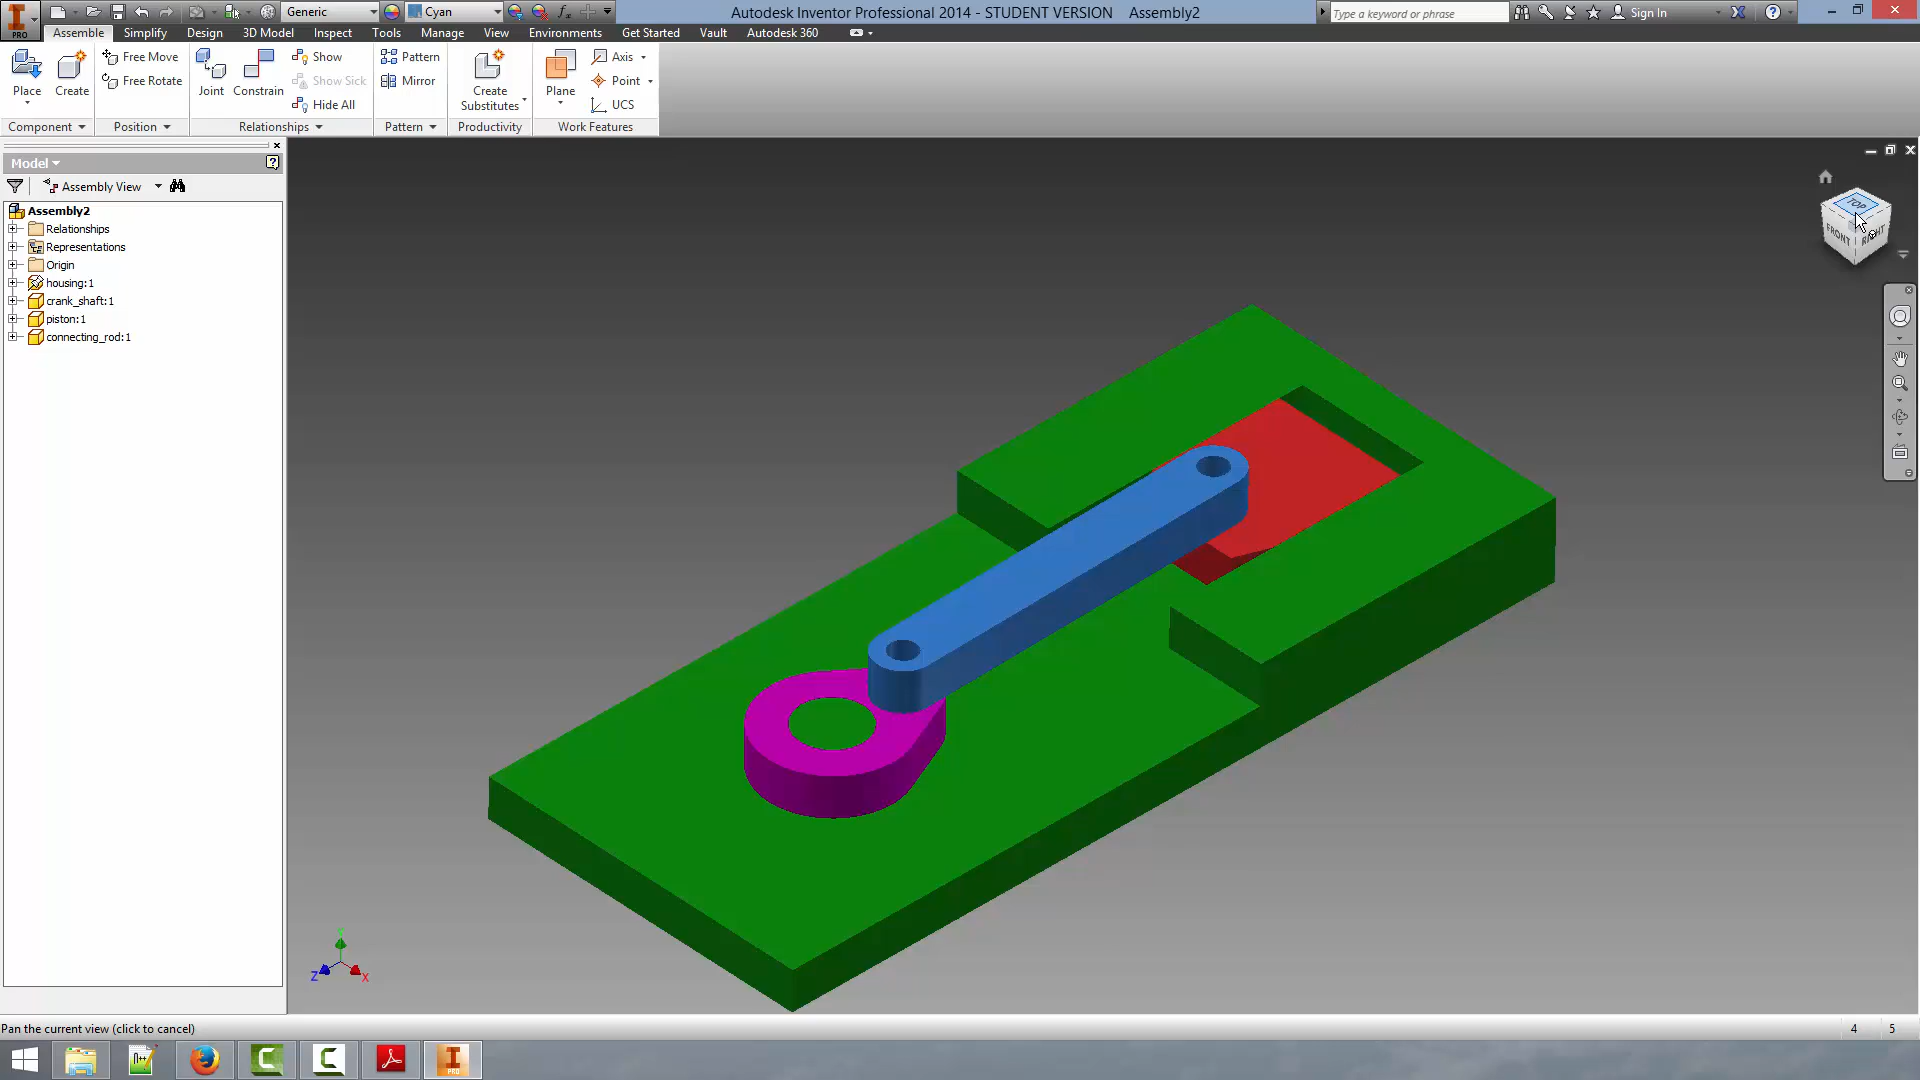 Generic
Cyan
Autodesk Inventor Professional 2014 - STUDENT VERSION Assembly2
Type a keyword or phrase
Sign In
PRO
Assemble Simplify Design 3D Model Inspect Tools Manage View Environments Get Started Vault Autodesk 360
Place
Create
Free Move
Free Rotate
Joint
Constrain
Show
Show Sick
Hide All
Pattern
Mirror
Create
Substitutes
Plane
Axis
Point
UCS
Component
Position
Relationships
Pattern
Productivity
Work Features
Model
Assembly View
Assembly2
Relationships
Representations
Origin
housing:1
crank_shaft:1
piston:1
connecting_rod:1
TOP
FRONT
RIGHT
Y
Z
X
Pan the current view (click to cancel)
4 5
PRO